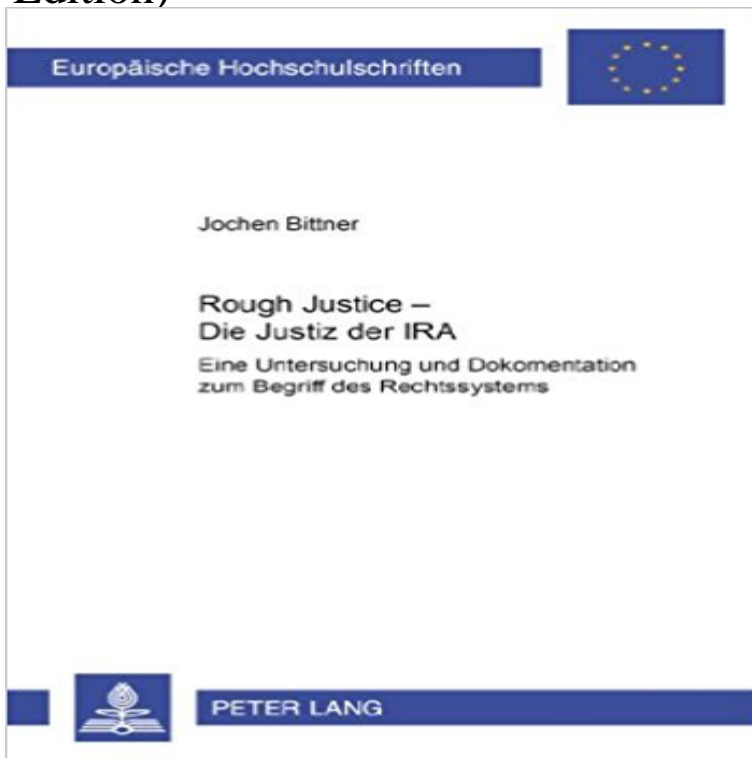 Edition)
Europäische Hochschulschriften
Jochen Bittner
Rough Justice –
Die Justiz der IRA
Eine Untersuchung und Dokomentation
zum Begriff des Rechtssystems
PETER LANG